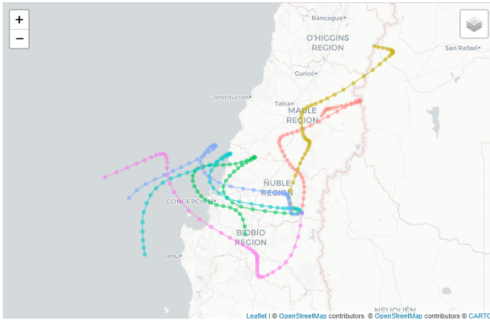 +
−
Rancagua
O'HIGGINS
REGION
San Rafael
Curicó
Constitución
Talca
MAULE
REGION
ÑUBLE
REGION
CONCEPCIÓN
BIOBÍO
REGION
Lebu
NEUQUÉN
Leaflet | © OpenStreetMap contributors, © OpenStreetMap contributors © CARTO